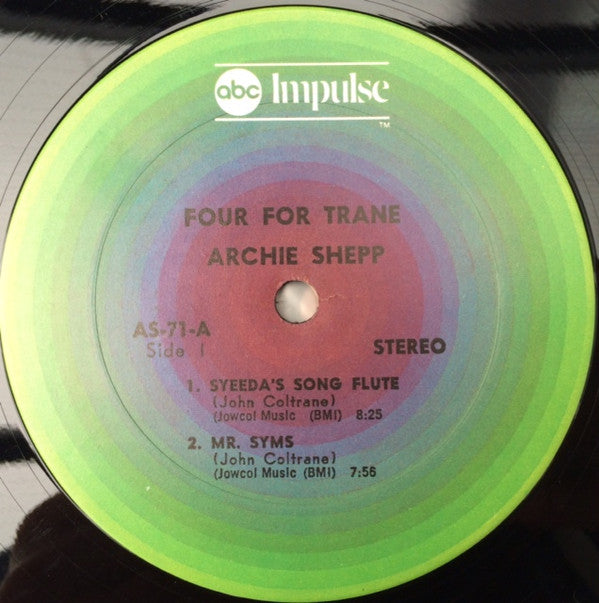 abc Impulse
TM
FOUR FOR TRANE
ARCHIE SHEPP
AS-71-A
Side 1
STEREO
1. SYEEDA'S SONG FLUTE
(John Coltrane)
(Jowcol Music (BMI) 8:25
2. MR. SYMS
(John Coltrane)
(Jowcol Music (BMI) 7:56